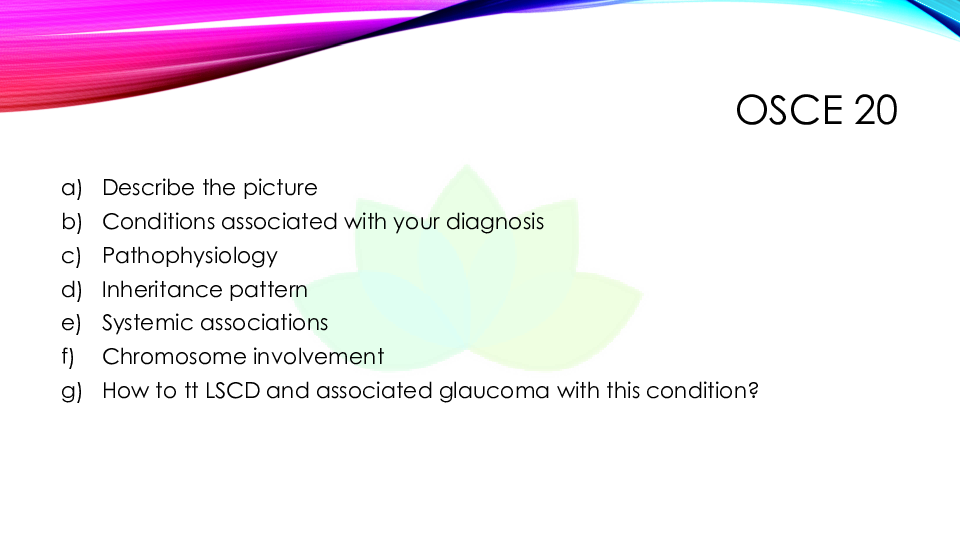 OSCE 20
a) Describe the picture
b) Conditions associated with your diagnosis
c) Pathophysiology
d) Inheritance pattern
e) Systemic associations
f) Chromosome involvement
g) How to tt LSCD and associated glaucoma with this condition?